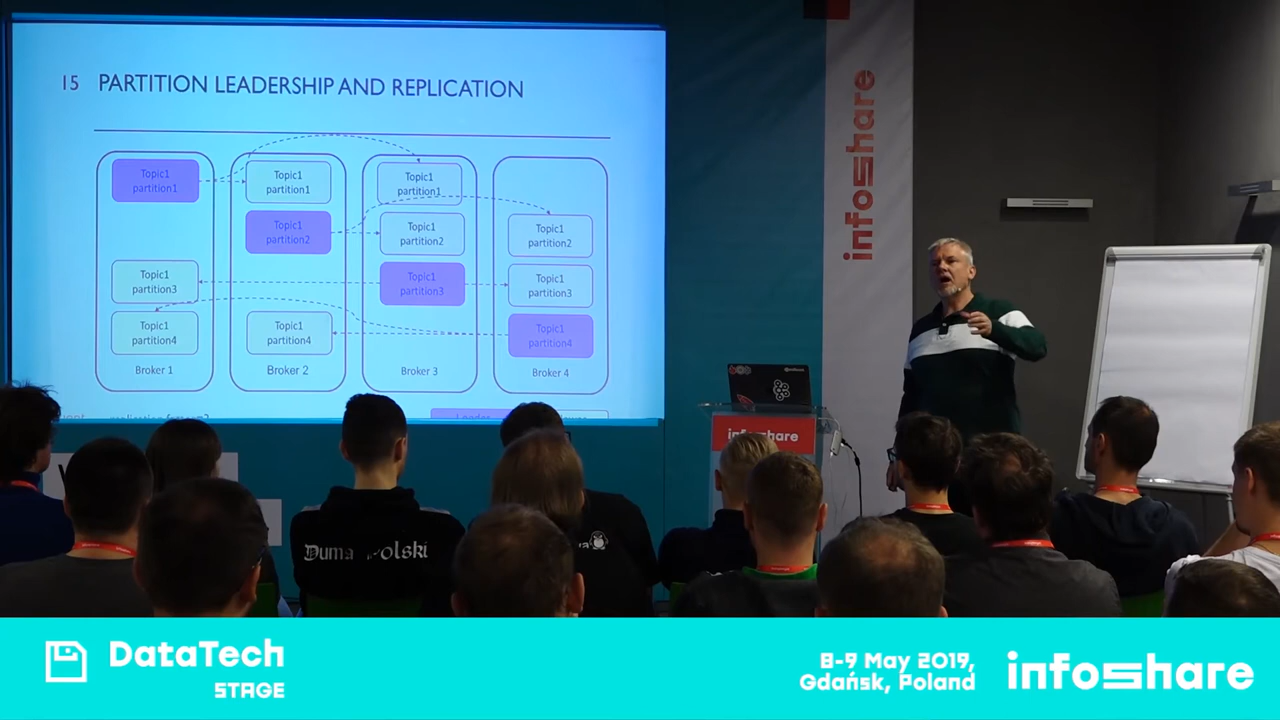 15 PARTITION LEADERSHIP AND REPLICATION
Topic1
partition1
Topic1
partition1
Topic1
partition1
Topic1
partition2
Topic1
partition2
Topic1
partition2
Topic1
partition3
Topic1
partition3
Topic1
partition3
Topic1
partition4
Topic1
partition4
Topic1
partition4
Broker 1
Broker 2
Broker 3
Broker 4
Leader
infoshare
infoshare
Duma Polski
DataTech
STAGE
8-9 May 2019,
Gdańsk, Poland
infoshare